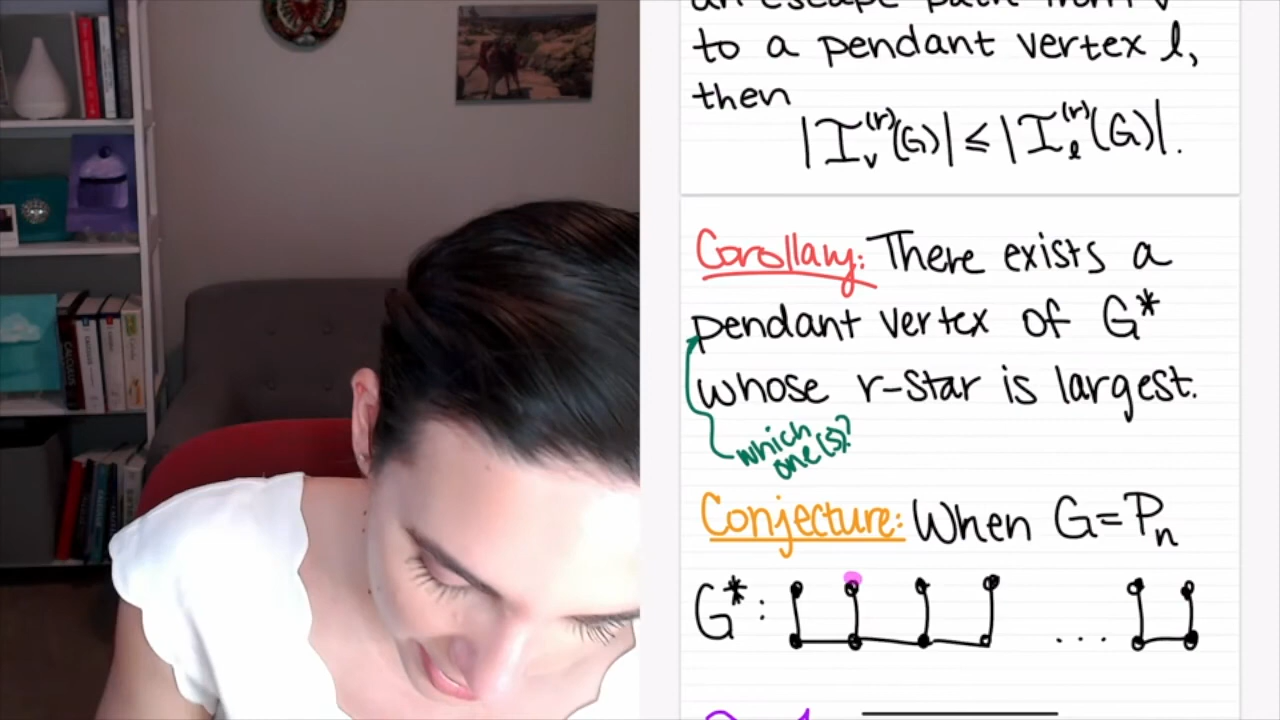 to a pendant vertex l,
then
|I_v^(r)(G)| ≤ |I_l^(r)(G)|.
Corollary: There exists a
pendant vertex of G*
whose r-star is largest.
which
one(s)?
Conjecture: When G=P_n
G*: ...
CALCULUS